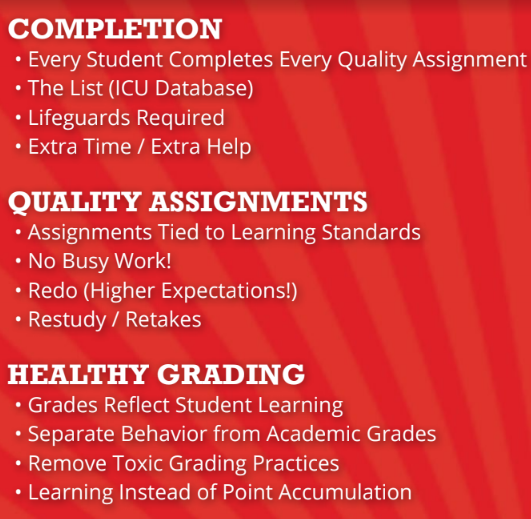 COMPLETION
• Every Student Completes Every Quality Assignment
• The List (ICU Database)
• Lifeguards Required
• Extra Time / Extra Help
QUALITY ASSIGNMENTS
• Assignments Tied to Learning Standards
• No Busy Work!
• Redo (Higher Expectations!)
• Restudy / Retakes
HEALTHY GRADING
• Grades Reflect Student Learning
• Separate Behavior from Academic Grades
• Remove Toxic Grading Practices
• Learning Instead of Point Accumulation